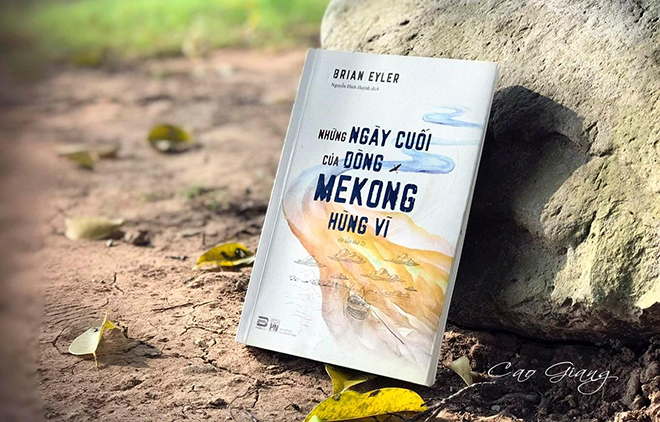 BRIAN EYLER
Nguyễn Đình Huỳnh dịch
NHỮNG NGÀY CUỐI
CỦA DÒNG
MEKONG
HÙNG VĨ
Cao Giang